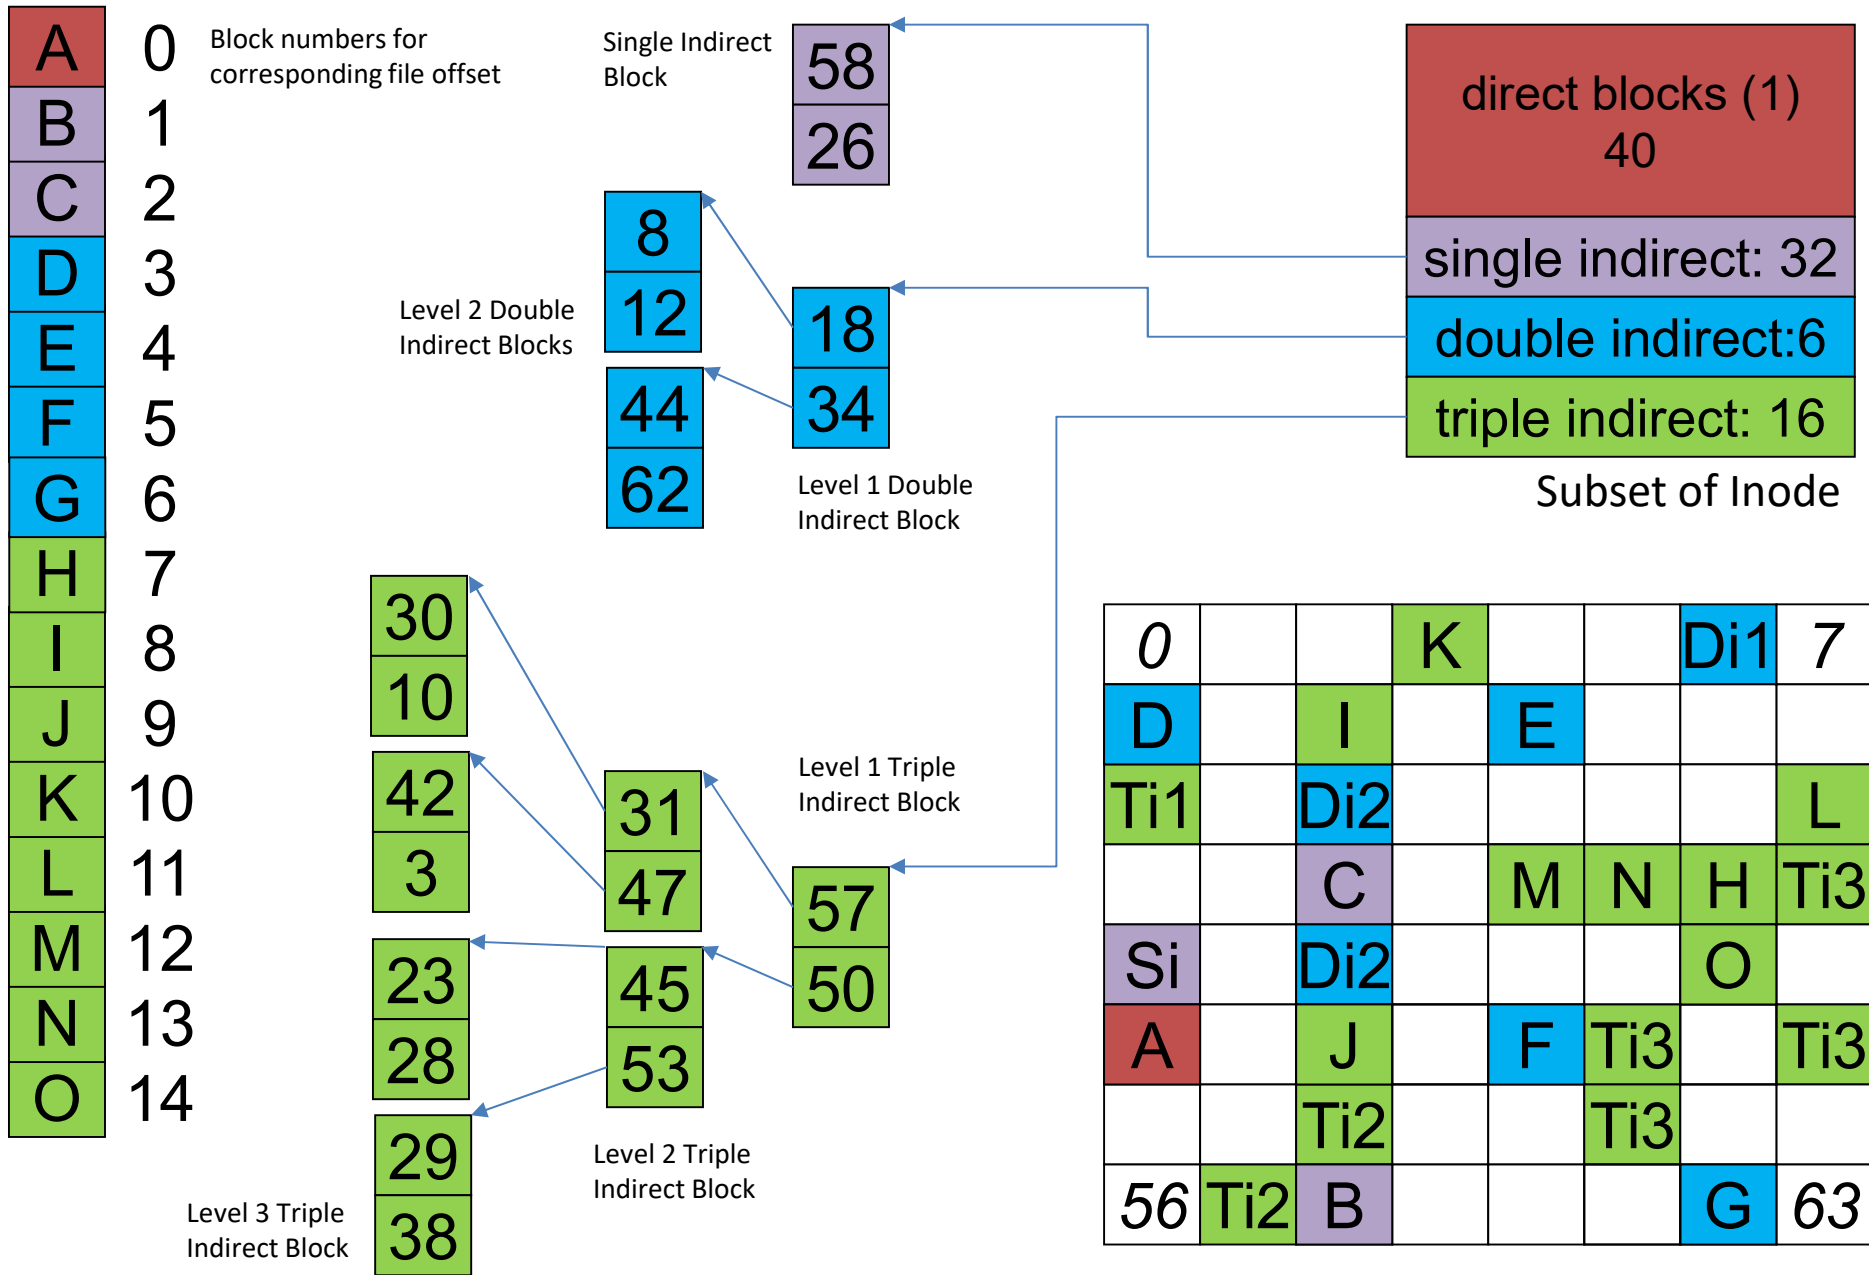 A 0
B 1
C 2
D 3
E 4
F 5
G 6
H 7
I 8
J 9
K 10
L 11
M 12
N 13
O 14
Block numbers for
corresponding file offset
Single Indirect
Block
58
26
8
12
44
62
Level 2 Double
Indirect Blocks
18
34
Level 1 Double
Indirect Block
direct blocks (1)
40
single indirect: 32
double indirect:6
triple indirect: 16
Subset of Inode
30
10
42
3
23
28
29
38
Level 3 Triple
Indirect Block
31
47
45
53
Level 2 Triple
Indirect Block
Level 1 Triple
Indirect Block
57
50
0 K Di1 7
D I E
Ti1 Di2 L
C M N H Ti3
Si Di2 O
A J F Ti3 Ti3
Ti2 Ti3
56 Ti2 B G 63